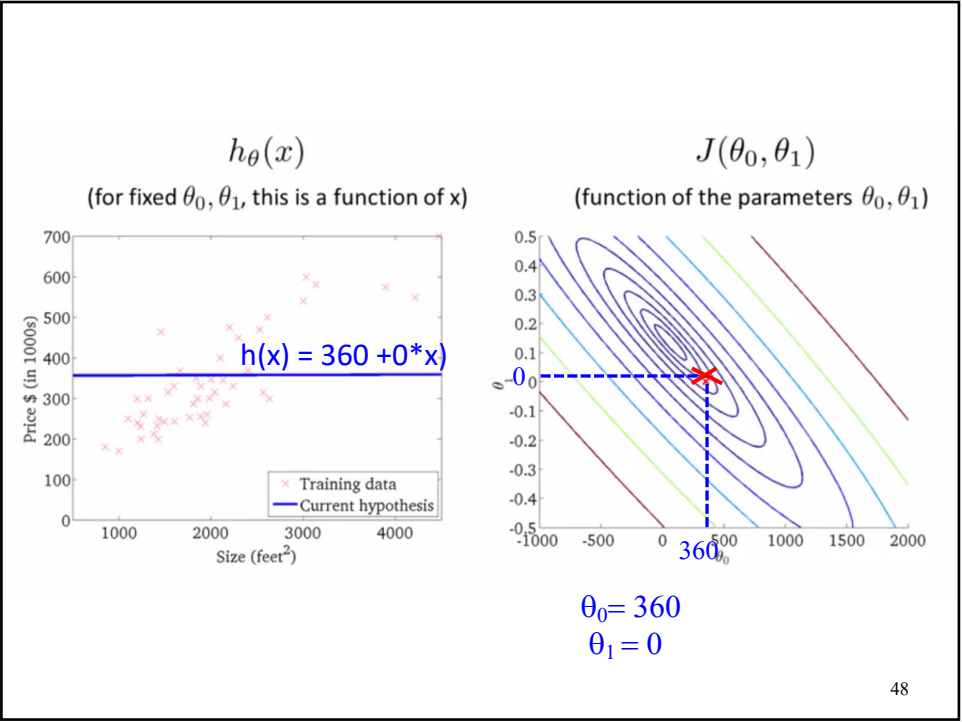 h_θ(x)
(for fixed θ₀, θ₁, this is a function of x)
700
600
500
400
300
200
100
0
Price $ (in 1000s)
h(x) = 360 +0*x)
Training data
Current hypothesis
1000 2000 3000 4000
Size (feet²)
J(θ₀, θ₁)
(function of the parameters θ₀, θ₁)
0.5
0.4
0.3
0.2
0.1
0
-0.1
-0.2
-0.3
-0.4
-0.5
θ₁
0
-1000 -500 0 500 1000 1500 2000
360
θ₀
θ₀= 360
θ₁ = 0
48